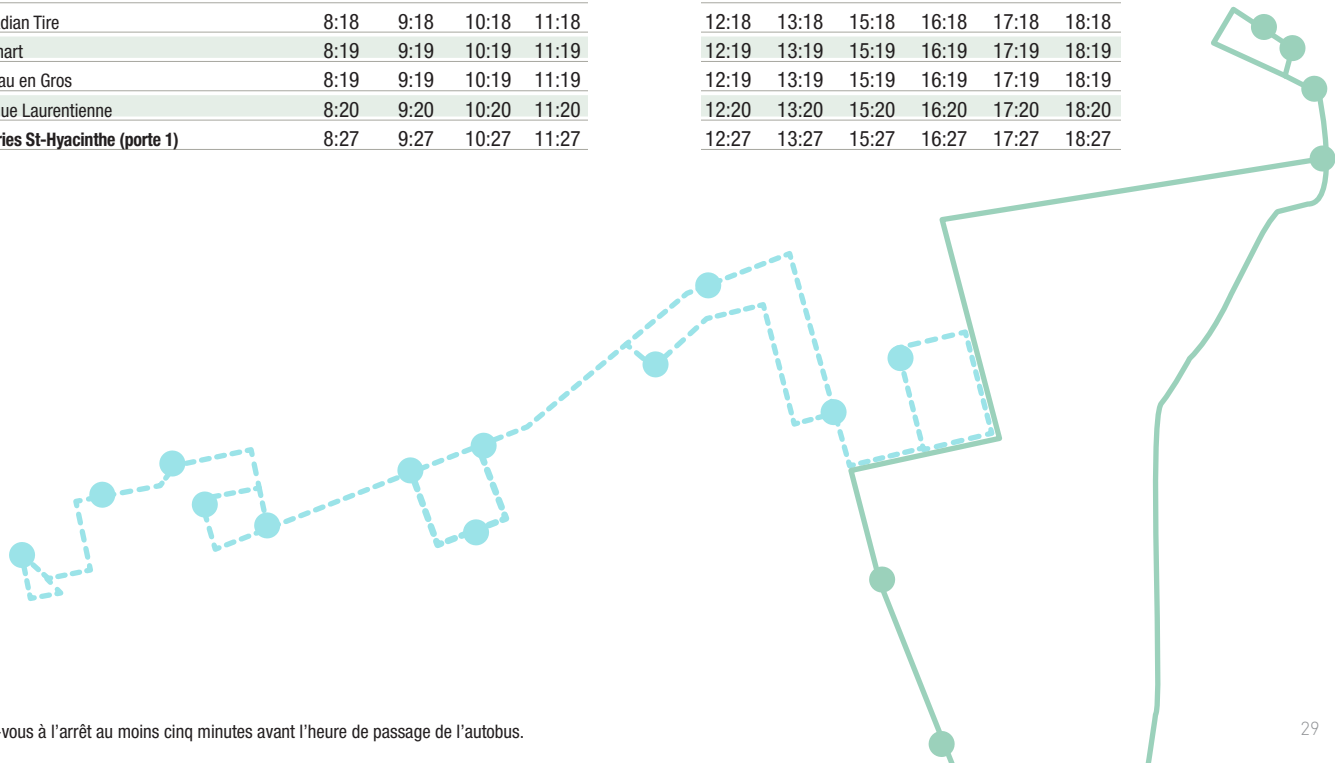 dian Tire 8:18 9:18 10:18 11:18 12:18 13:18 15:18 16:18 17:18 18:18
nart 8:19 9:19 10:19 11:19 12:19 13:19 15:19 16:19 17:19 18:19
au en Gros 8:19 9:19 10:19 11:19 12:19 13:19 15:19 16:19 17:19 18:19
ue Laurentienne 8:20 9:20 10:20 11:20 12:20 13:20 15:20 16:20 17:20 18:20
ries St-Hyacinthe (porte 1) 8:27 9:27 10:27 11:27 12:27 13:27 15:27 16:27 17:27 18:27
-vous à l'arrêt au moins cinq minutes avant l'heure de passage de l'autobus.
29